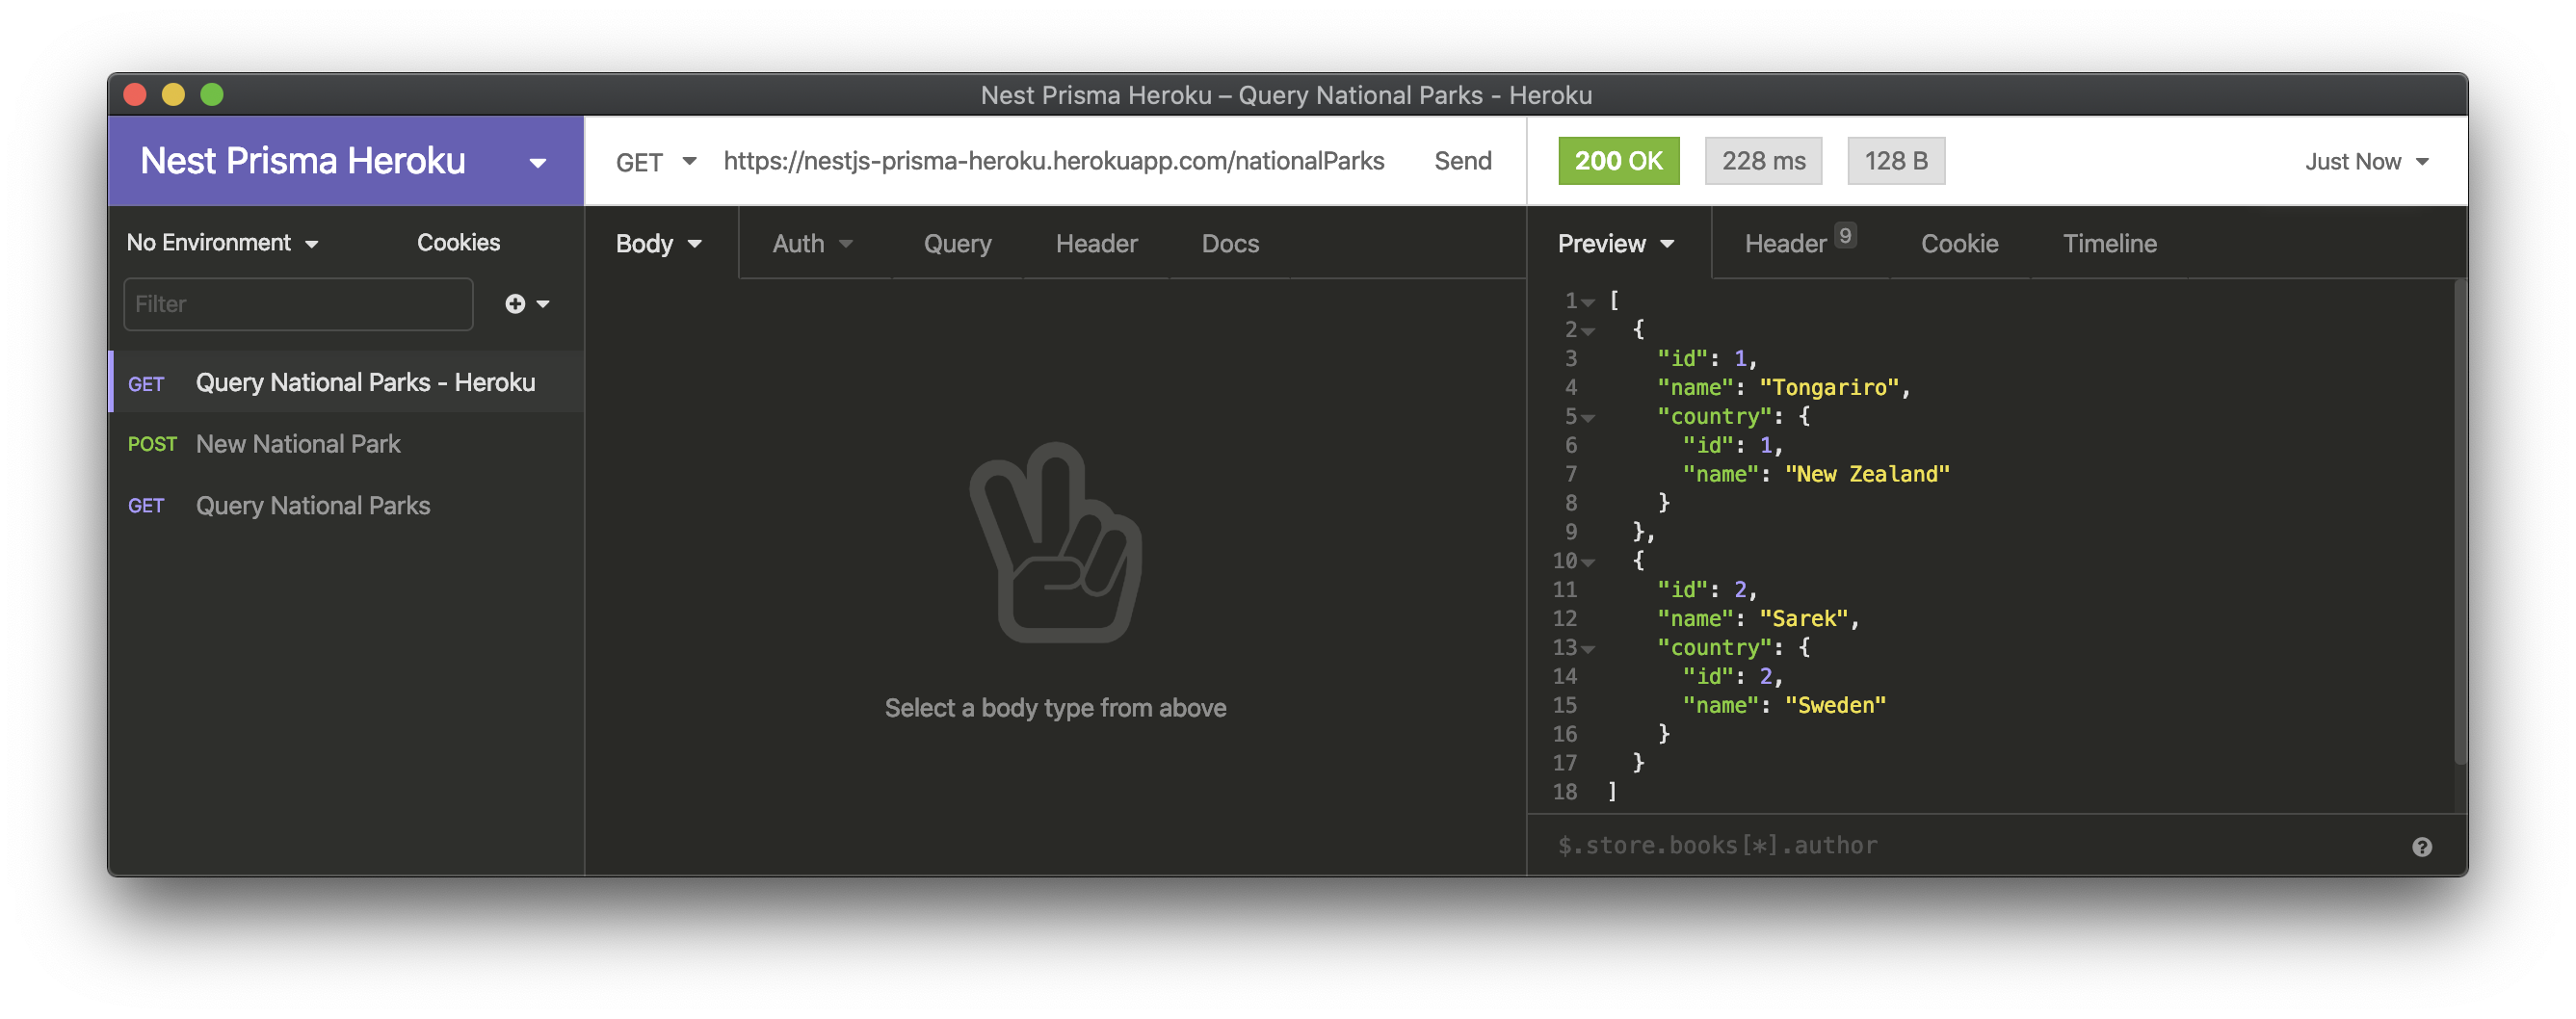 Nest Prisma Heroku – Query National Parks - Heroku
Nest Prisma Heroku
GET https://nestjs-prisma-heroku.herokuapp.com/nationalParks Send
200 OK 228 ms 128 B Just Now
No Environment Cookies
Filter
GET Query National Parks - Heroku
POST New National Park
GET Query National Parks
Body Auth Query Header Docs
Select a body type from above
Preview Header 9 Cookie Timeline
1 [
2 {
3 "id": 1,
4 "name": "Tongariro",
5 "country": {
6 "id": 1,
7 "name": "New Zealand"
8 }
9 },
10 {
11 "id": 2,
12 "name": "Sarek",
13 "country": {
14 "id": 2,
15 "name": "Sweden"
16 }
17 }
18 ]
$.store.books[*].author